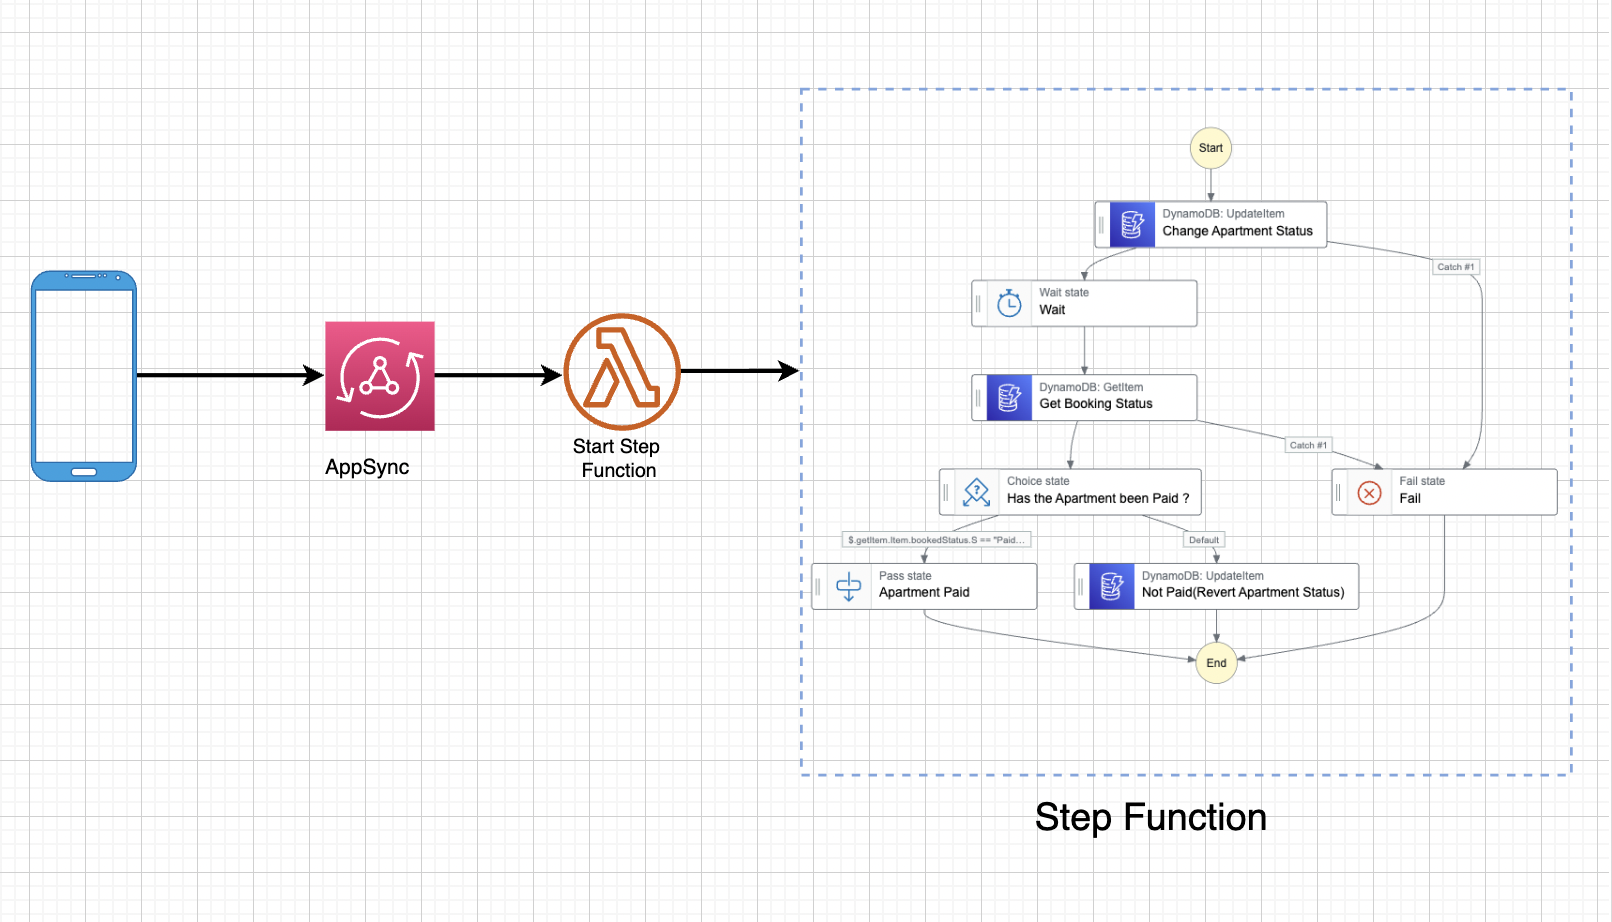 Start
DynamoDB: UpdateItem
Change Apartment Status
Catch #1
Wait state
Wait
DynamoDB: GetItem
Get Booking Status
Catch #1
Choice state
Has the Apartment been Paid ?
Fail state
Fail
$.getItem.Item.bookedStatus.S == "Paid...
Default
Pass state
Apartment Paid
DynamoDB: UpdateItem
Not Paid(Revert Apartment Status)
End
AppSync
Start Step
Function
Step Function